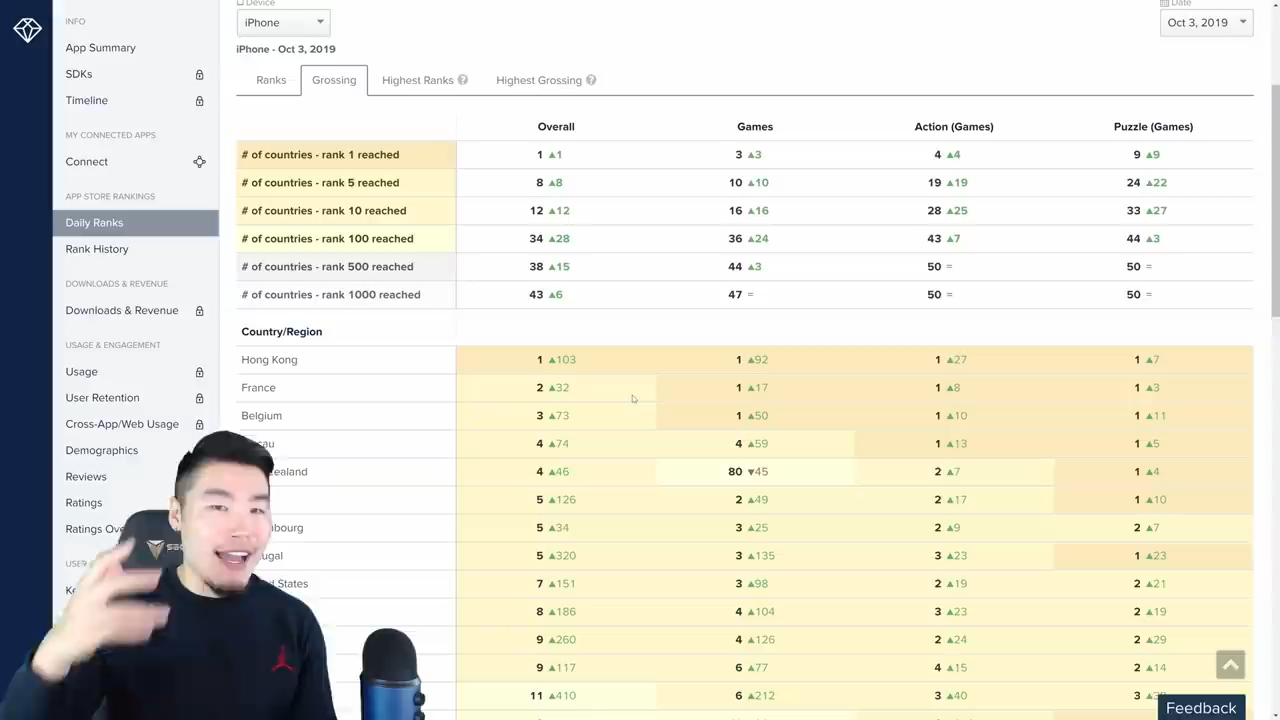 Device
Date
iPhone
Oct 3, 2019
iPhone - Oct 3, 2019
Ranks Grossing Highest Ranks ? Highest Grossing ?
INFO
App Summary
SDKs
Timeline
MY CONNECTED APPS
Connect
APP STORE RANKINGS
Daily Ranks
Rank History
DOWNLOADS & REVENUE
Downloads & Revenue
USAGE & ENGAGEMENT
Usage
User Retention
Cross-App/Web Usage
Demographics
Reviews
Ratings
Ratings Ove
USE
Ke
Overall Games Action (Games) Puzzle (Games)
# of countries - rank 1 reached 1 ▲1 3 ▲3 4 ▲4 9 ▲9
# of countries - rank 5 reached 8 ▲8 10 ▲10 19 ▲19 24 ▲22
# of countries - rank 10 reached 12 ▲12 16 ▲16 28 ▲25 33 ▲27
# of countries - rank 100 reached 34 ▲28 36 ▲24 43 ▲7 44 ▲3
# of countries - rank 500 reached 38 ▲15 44 ▲3 50 = 50 =
# of countries - rank 1000 reached 43 ▲6 47 = 50 = 50 =
Country/Region
Hong Kong 1 ▲103 1 ▲92 1 ▲27 1 ▲7
France 2 ▲32 1 ▲17 1 ▲8 1 ▲3
Belgium 3 ▲73 1 ▲50 1 ▲10 1 ▲11
cau 4 ▲74 4 ▲59 1 ▲13 1 ▲5
ealand 4 ▲46 80 ▼45 2 ▲7 1 ▲4
5 ▲126 2 ▲49 2 ▲17 1 ▲10
bourg 5 ▲34 3 ▲25 2 ▲9 2 ▲7
ugal 5 ▲320 3 ▲135 3 ▲23 1 ▲23
d States 7 ▲151 3 ▲98 2 ▲19 2 ▲21
8 ▲186 4 ▲104 3 ▲23 2 ▲19
9 ▲260 4 ▲126 2 ▲24 2 ▲29
9 ▲117 6 ▲77 4 ▲15 2 ▲14
11 ▲410 6 ▲212 3 ▲40 3
Feedback